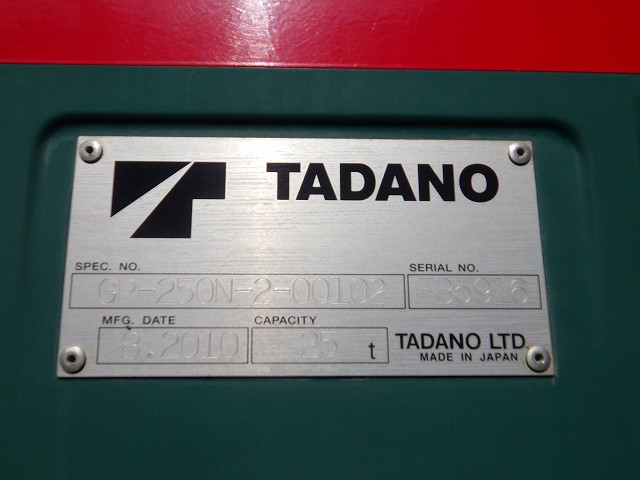 TADANO
SPEC. NO.
GR-250N-2-00102
SERIAL NO.
MFG. DATE
8.2010
CAPACITY
25 t
TADANO LTD.
MADE IN JAPAN